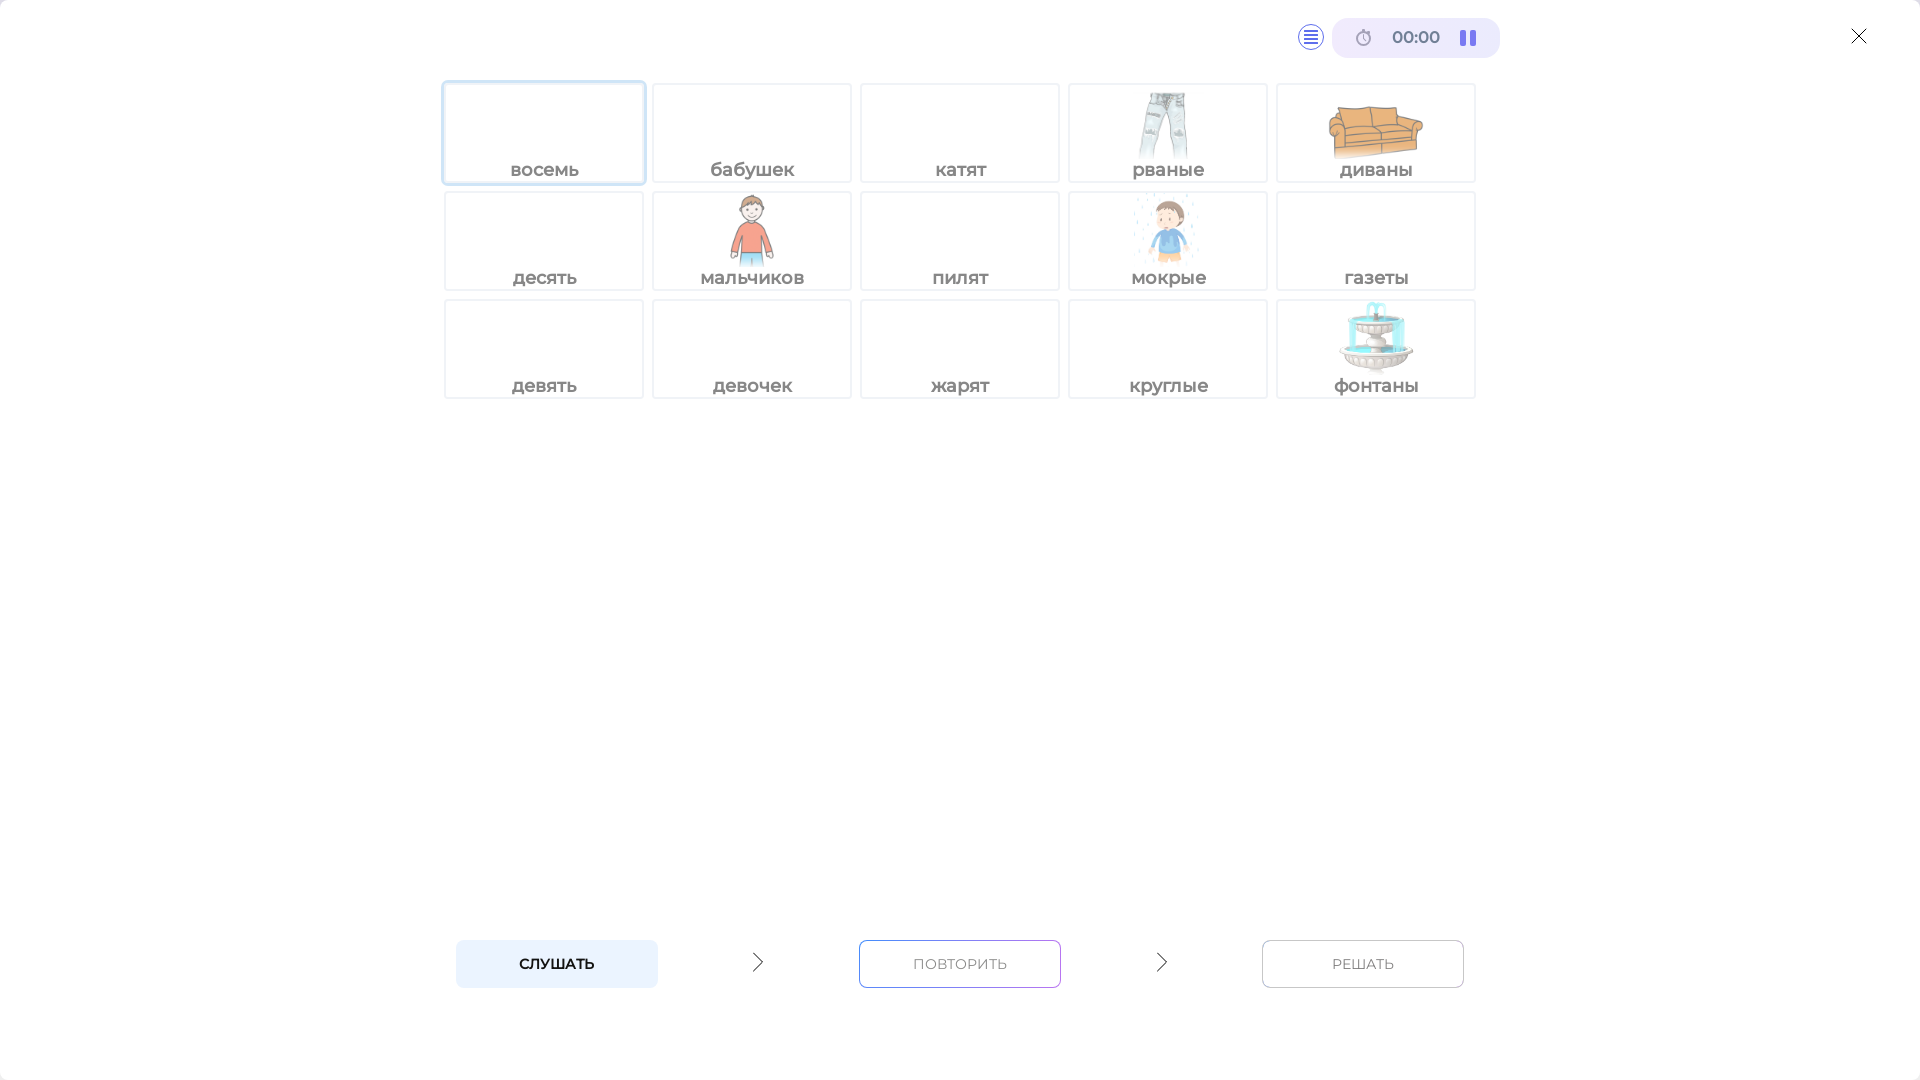 00:00
восемь бабушек катят рваные диваны
десять мальчиков пилят мокрые газеты
девять девочек жарят круглые фонтаны
СЛУШАТЬ ПОВТОРИТЬ РЕШАТЬ